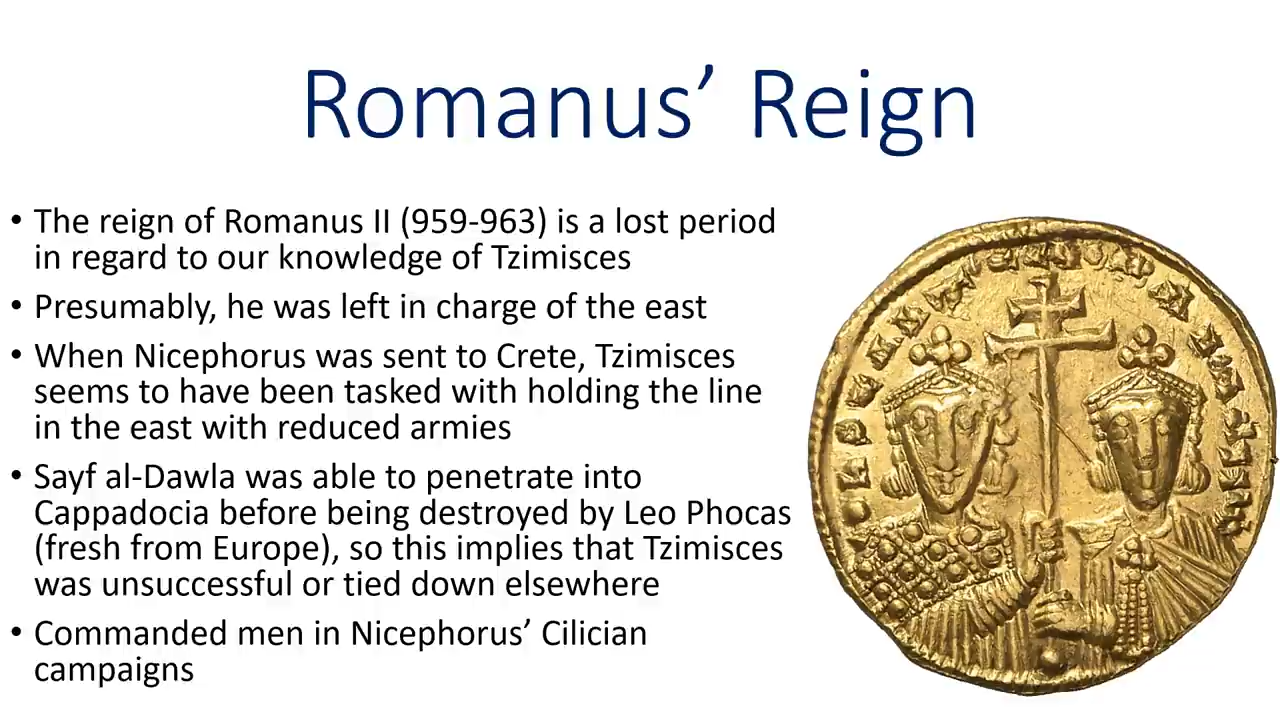 Romanus’ Reign
• The reign of Romanus II (959-963) is a lost period
in regard to our knowledge of Tzimisces
• Presumably, he was left in charge of the east
• When Nicephorus was sent to Crete, Tzimisces
seems to have been tasked with holding the line
in the east with reduced armies
• Sayf al-Dawla was able to penetrate into
Cappadocia before being destroyed by Leo Phocas
(fresh from Europe), so this implies that Tzimisces
was unsuccessful or tied down elsewhere
• Commanded men in Nicephorus’ Cilician
campaigns